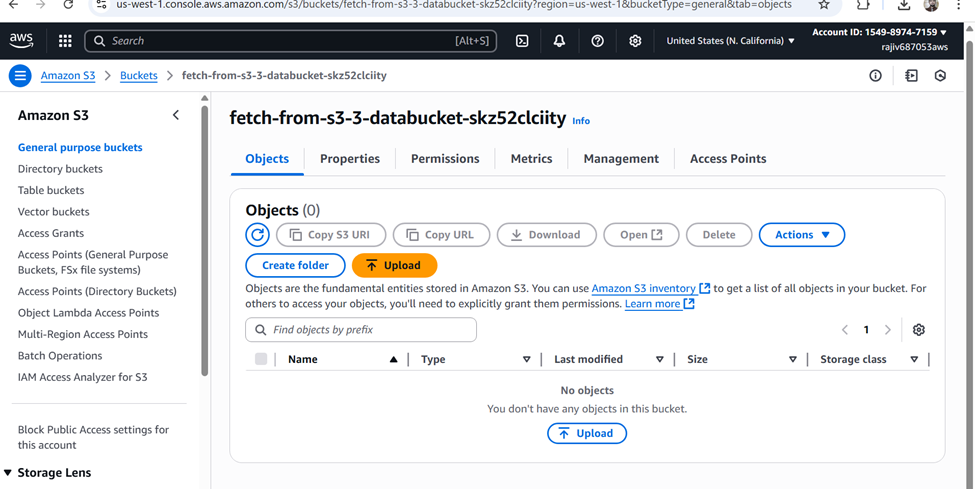 us-west-1.console.aws.amazon.com/s3/buckets/fetch-from-s3-3-databucket-skz52clciity?region=us-west-1&bucketType=general&tab=objects
aws
Search
[Alt+S]
United States (N. California)
Account ID: 1549-8974-7159
rajiv687053aws
Amazon S3 > Buckets > fetch-from-s3-3-databucket-skz52clciity
Amazon S3
General purpose buckets
Directory buckets
Table buckets
Vector buckets
Access Grants
Access Points (General Purpose
Buckets, FSx file systems)
Access Points (Directory Buckets)
Object Lambda Access Points
Multi-Region Access Points
Batch Operations
IAM Access Analyzer for S3
Block Public Access settings for
this account
Storage Lens
fetch-from-s3-3-databucket-skz52clciity Info
Objects Properties Permissions Metrics Management Access Points
Objects (0)
Copy S3 URI Copy URL Download Open Delete Actions
Create folder Upload
Objects are the fundamental entities stored in Amazon S3. You can use Amazon S3 inventory to get a list of all objects in your bucket. For
others to access your objects, you'll need to explicitly grant them permissions. Learn more
Find objects by prefix
1
Name Type Last modified Size Storage class
No objects
You don't have any objects in this bucket.
Upload